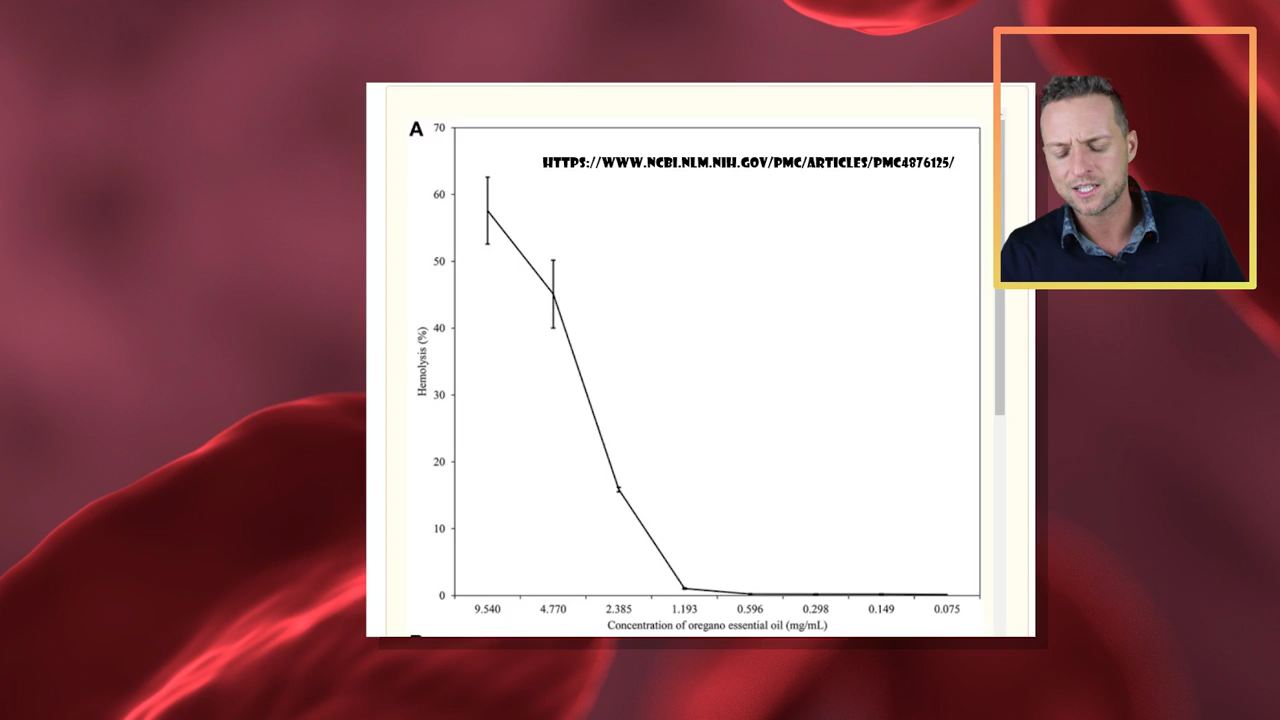 A
70
HTTPS://WWW.NCBI.NLM.NIH.GOV/PMC/ARTICLES/PMC4876125/
60
50
40
30
20
10
0
Hemolysis (%)
9.540 4.770 2.385 1.193 0.596 0.298 0.149 0.075
Concentration of oregano essential oil (mg/mL)